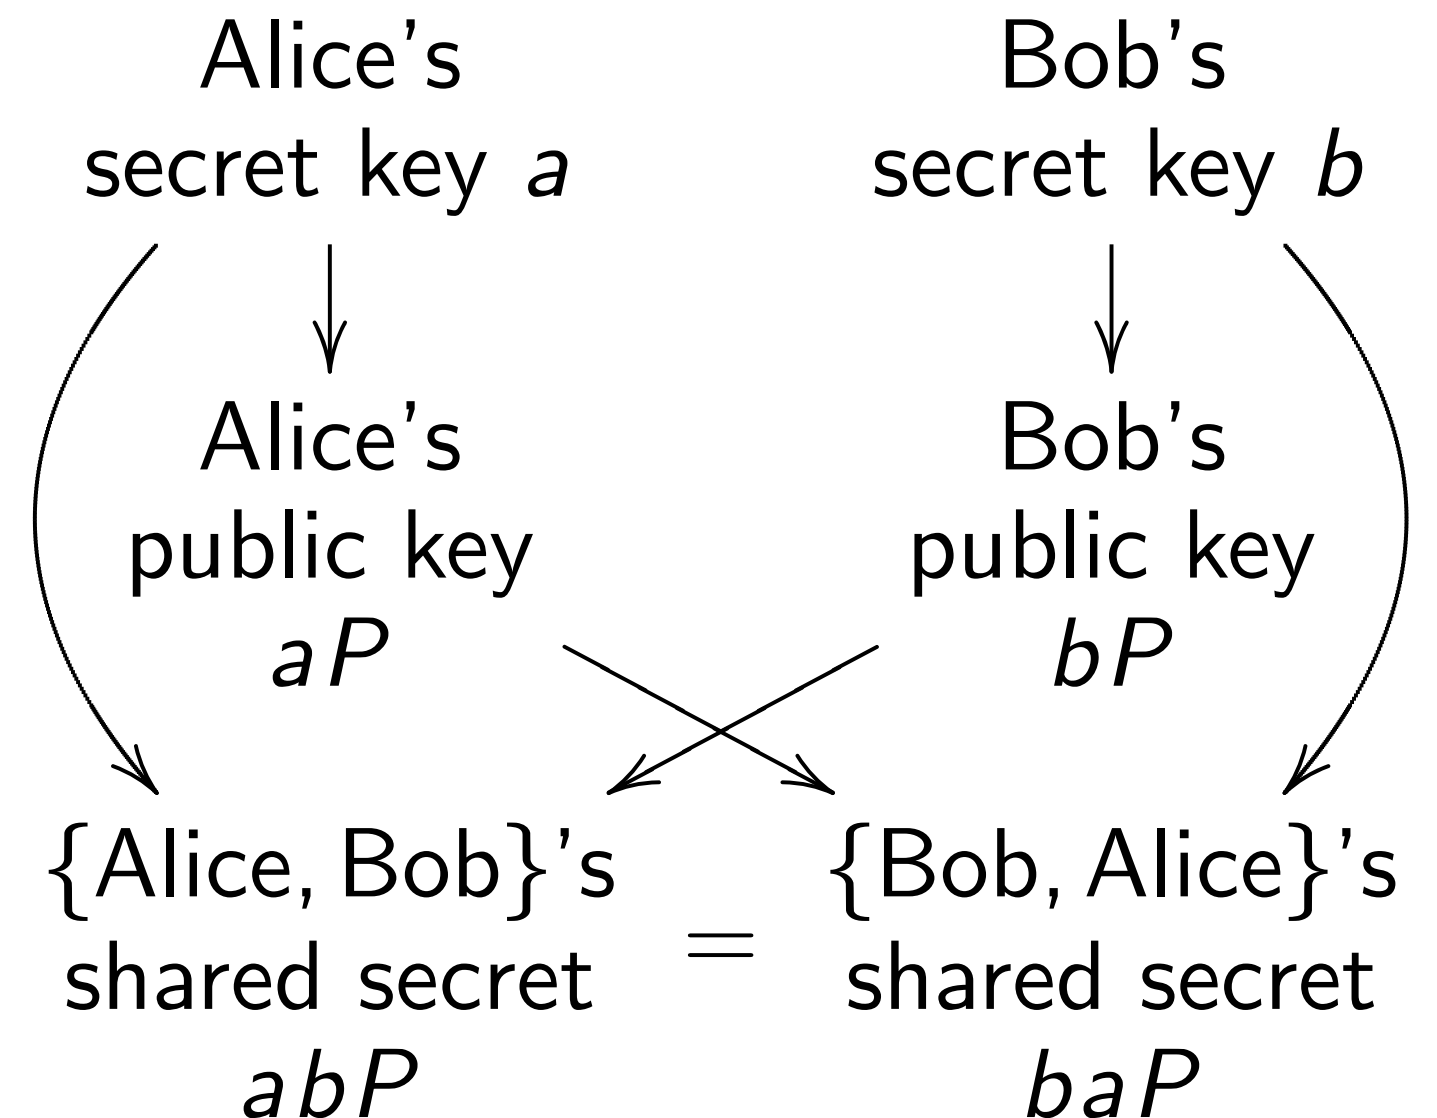 Alice’s
secret key a
Bob’s
secret key b
Alice’s
public key
aP
Bob’s
public key
bP
{Alice, Bob}’s
shared secret
abP
=
{Bob, Alice}’s
shared secret
baP